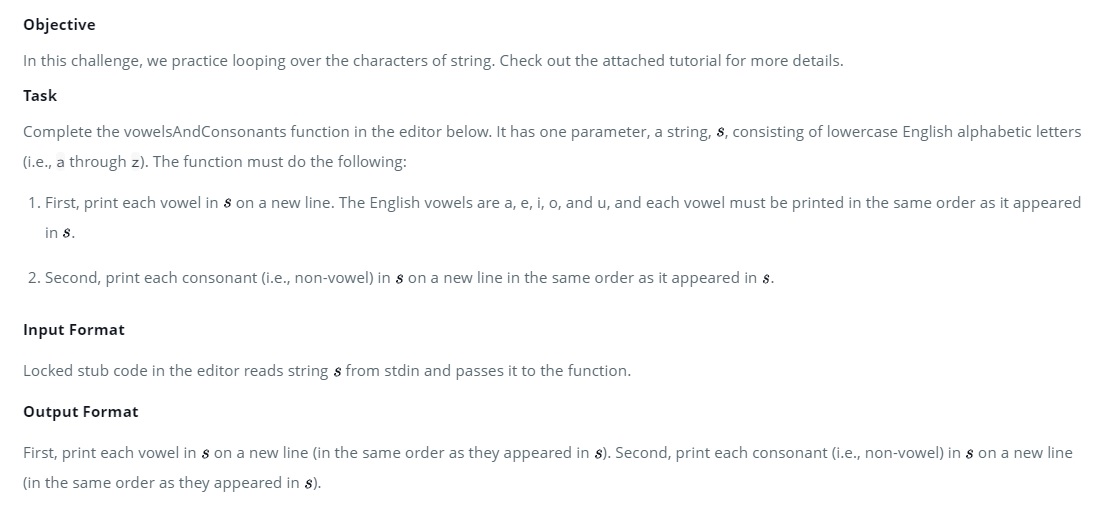 Objective
In this challenge, we practice looping over the characters of string. Check out the attached tutorial for more details.
Task
Complete the vowelsAndConsonants function in the editor below. It has one parameter, a string, s, consisting of lowercase English alphabetic letters
(i.e., a through z). The function must do the following:
1. First, print each vowel in s on a new line. The English vowels are a, e, i, o, and u, and each vowel must be printed in the same order as it appeared
in s.
2. Second, print each consonant (i.e., non-vowel) in s on a new line in the same order as it appeared in s.
Input Format
Locked stub code in the editor reads string s from stdin and passes it to the function.
Output Format
First, print each vowel in s on a new line (in the same order as they appeared in s). Second, print each consonant (i.e., non-vowel) in s on a new line
(in the same order as they appeared in s).